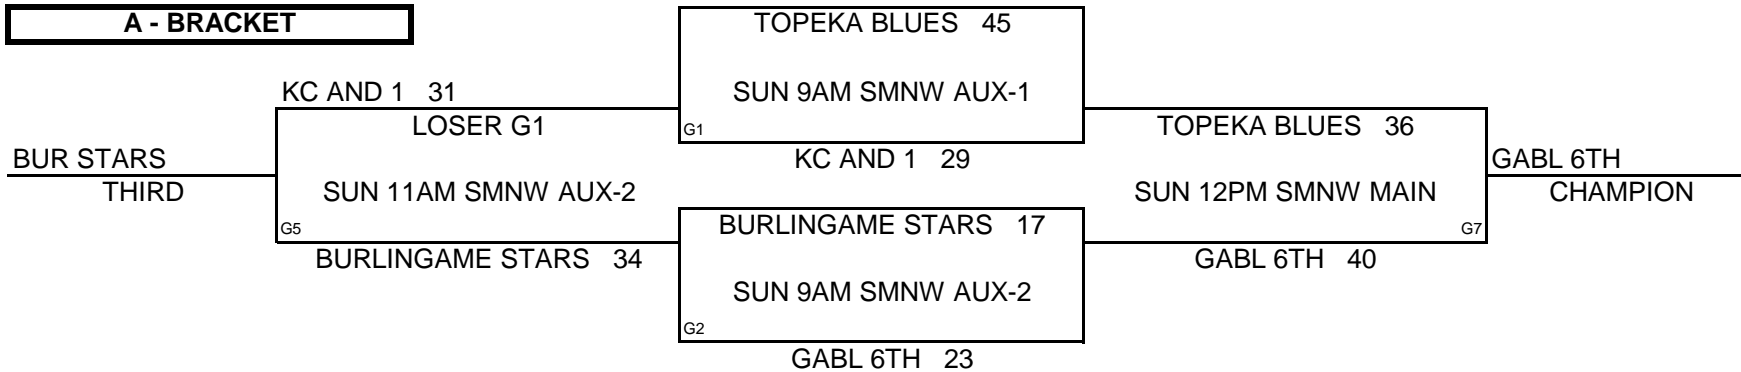 A - BRACKET
TOPEKA BLUES 45
KC AND 1 31
SUN 9AM SMNW AUX-1
LOSER G1
G1
TOPEKA BLUES 36
BUR STARS
KC AND 1 29
GABL 6TH
THIRD
SUN 11AM SMNW AUX-2
SUN 12PM SMNW MAIN
CHAMPION
G5
BURLINGAME STARS 17
G7
BURLINGAME STARS 34
GABL 6TH 40
SUN 9AM SMNW AUX-2
G2
GABL 6TH 23